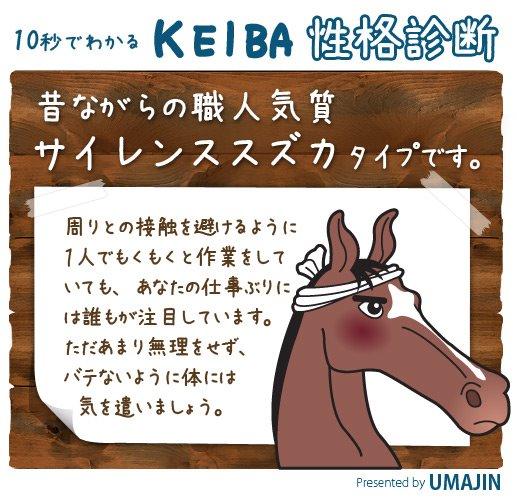 10秒でわかる KEIBA 性格診断
昔ながらの職人気質
サイレンススズカタイプです。
周りとの接触を避けるように
1人でもくもくと作業をして
いても、あなたの仕事ぶりに
は誰もが注目しています。
ただあまり無理をせず、
バテないように体には
気を遣いましょう。
Presented by UMAJIN